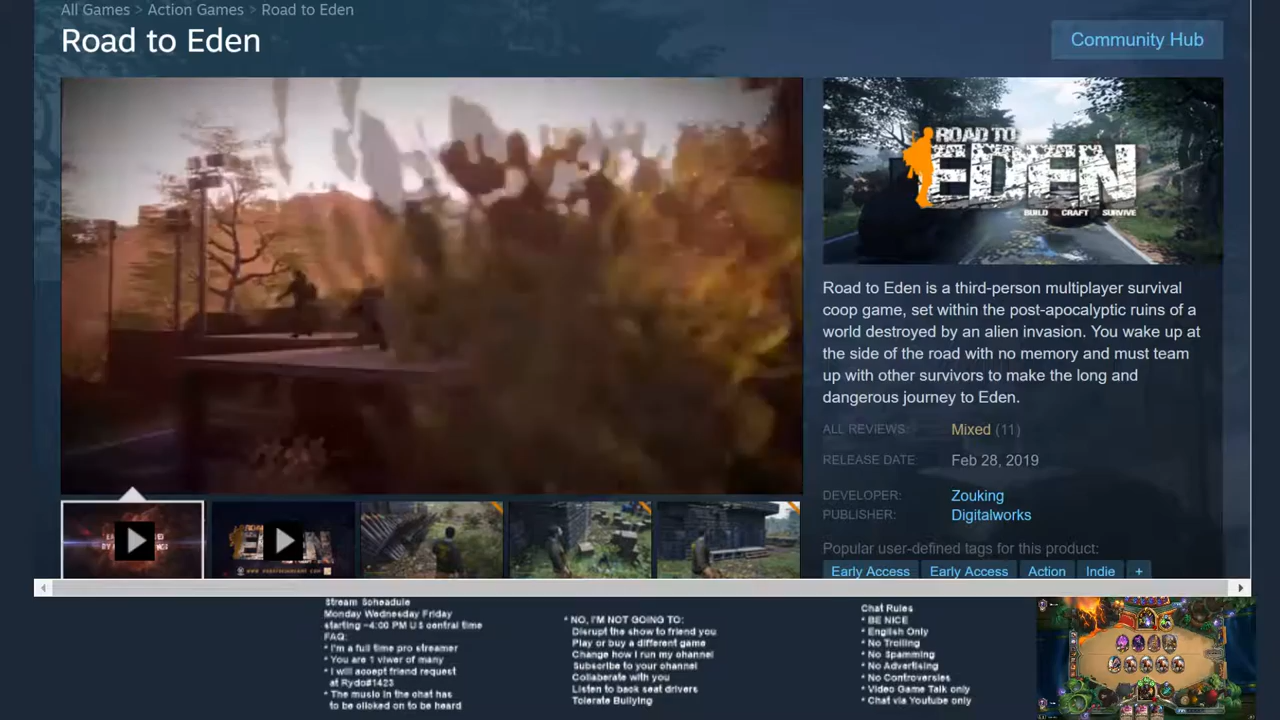 All Games > Action Games > Road to Eden
Road to Eden
Community Hub
ROAD TO
EDEN
BUILD CRAFT SURVIVE
Road to Eden is a third-person multiplayer survival
coop game, set within the post-apocalyptic ruins of a
world destroyed by an alien invasion. You wake up at
the side of the road with no memory and must team
up with other survivors to make the long and
dangerous journey to Eden.
ALL REVIEWS: Mixed (11)
RELEASE DATE Feb 28, 2019
DEVELOPER: Zouking
PUBLISHER: Digitalworks
Popular user-defined tags for this product:
Early Access Early Access Action Indie +
Stream Scheadule
Monday Wednesday Friday
starting ~4:00 PM US central time
FAQ:
* I'm a full time pro streamer
* You are 1 viwer of many
* I will accept friend request
at Rydo#1423
* The music in the chat has
to be clicked on to be heard
* NO, I'M NOT GOING TO:
Disrupt the show to friend you
Play or buy a different game
Change how I run my channel
Subscribe to your channel
Collaberate with you
Listen to back seat drivers
Tolerate Bullying
Chat Rules
* BE NICE
* English Only
* No Trolling
* No Spamming
* No Advertising
* No Controversies
* Video Game Talk only
* Chat via Youtube only